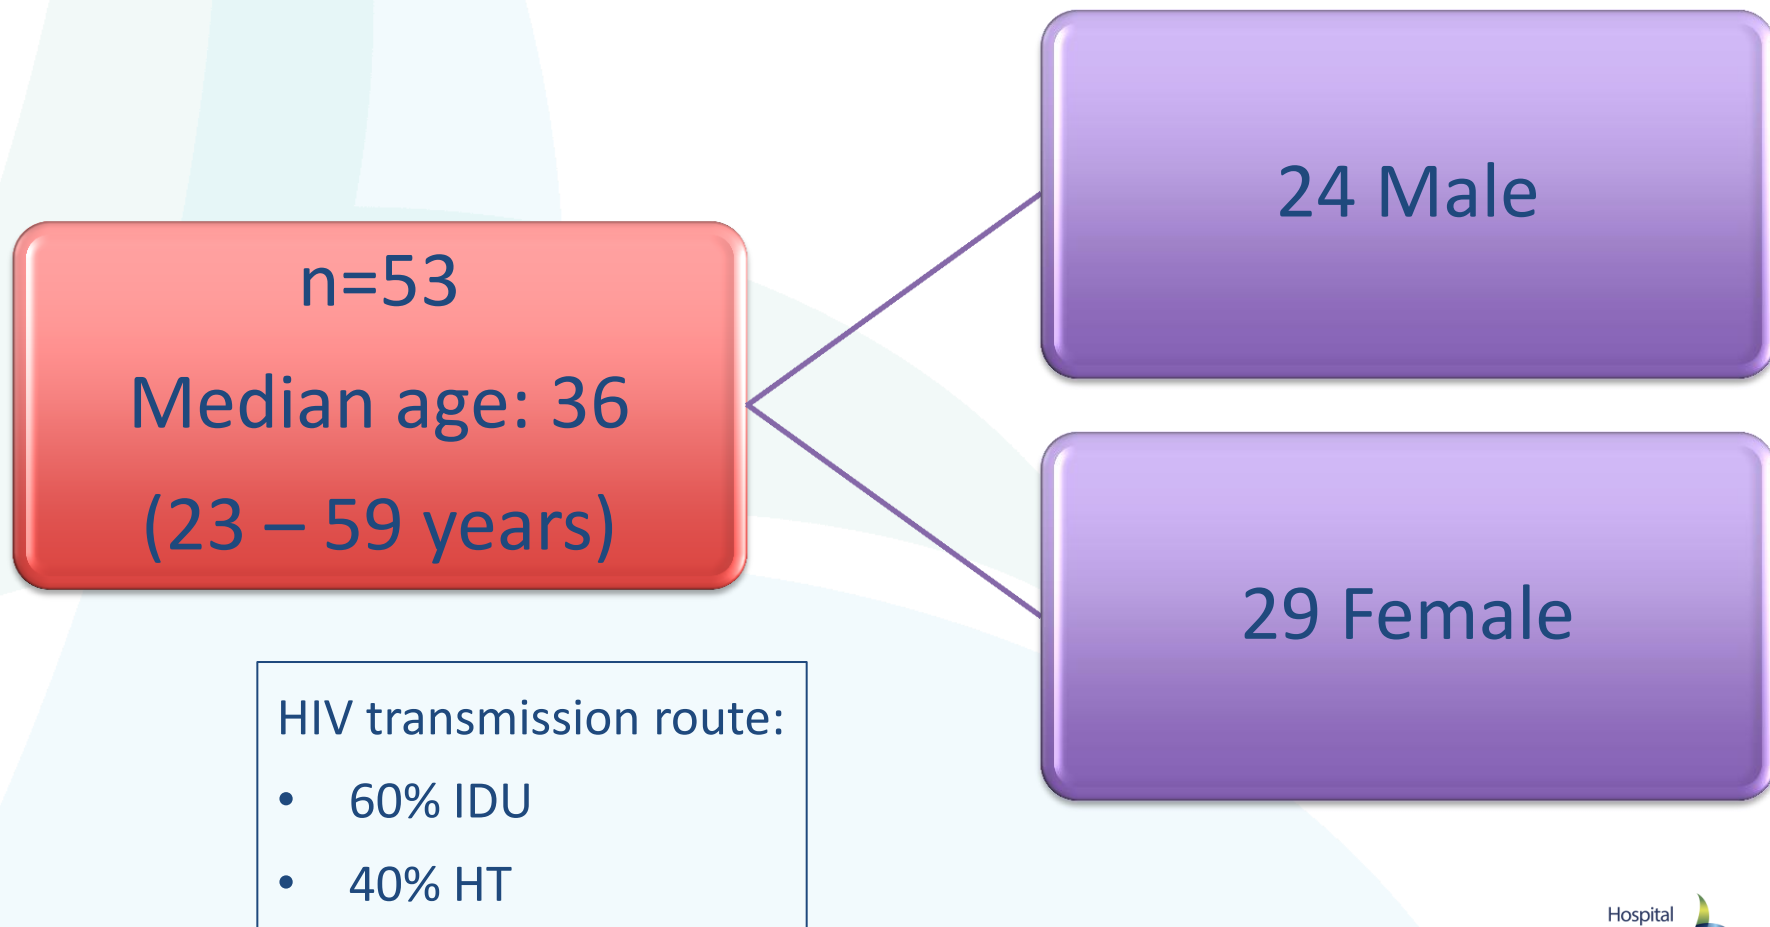 n=53
Median age: 36
(23 – 59 years)
24 Male
29 Female
HIV transmission route:
• 60% IDU
• 40% HT
Hospital